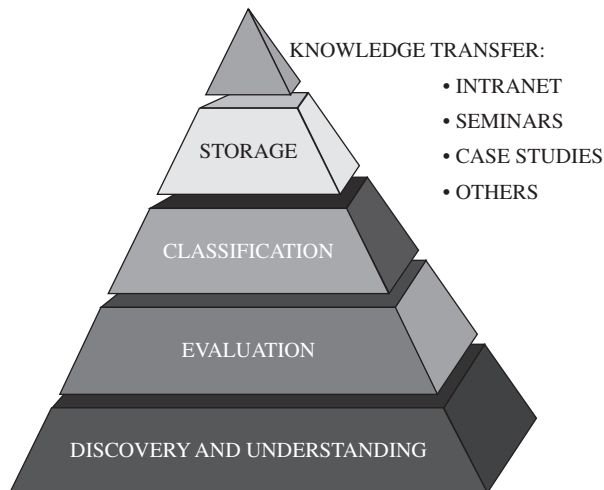 KNOWLEDGE TRANSFER:
• INTRANET
• SEMINARS
• CASE STUDIES
• OTHERS
STORAGE
CLASSIFICATION
EVALUATION
DISCOVERY AND UNDERSTANDING